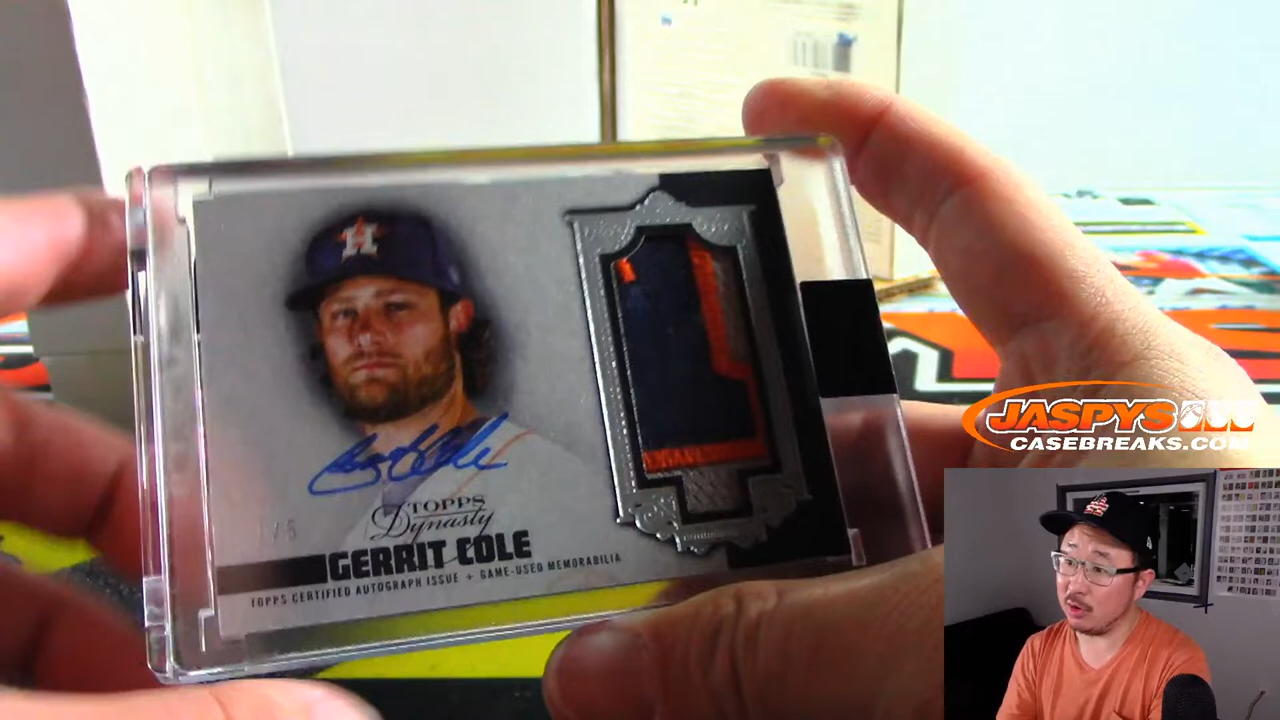 H
TOPPS
Dynasty
GERRIT COLE
TOPPS CERTIFIED AUTOGRAPH ISSUE + GAME-USED MEMORABILIA
JASPYS
CASEBREAKS.COM